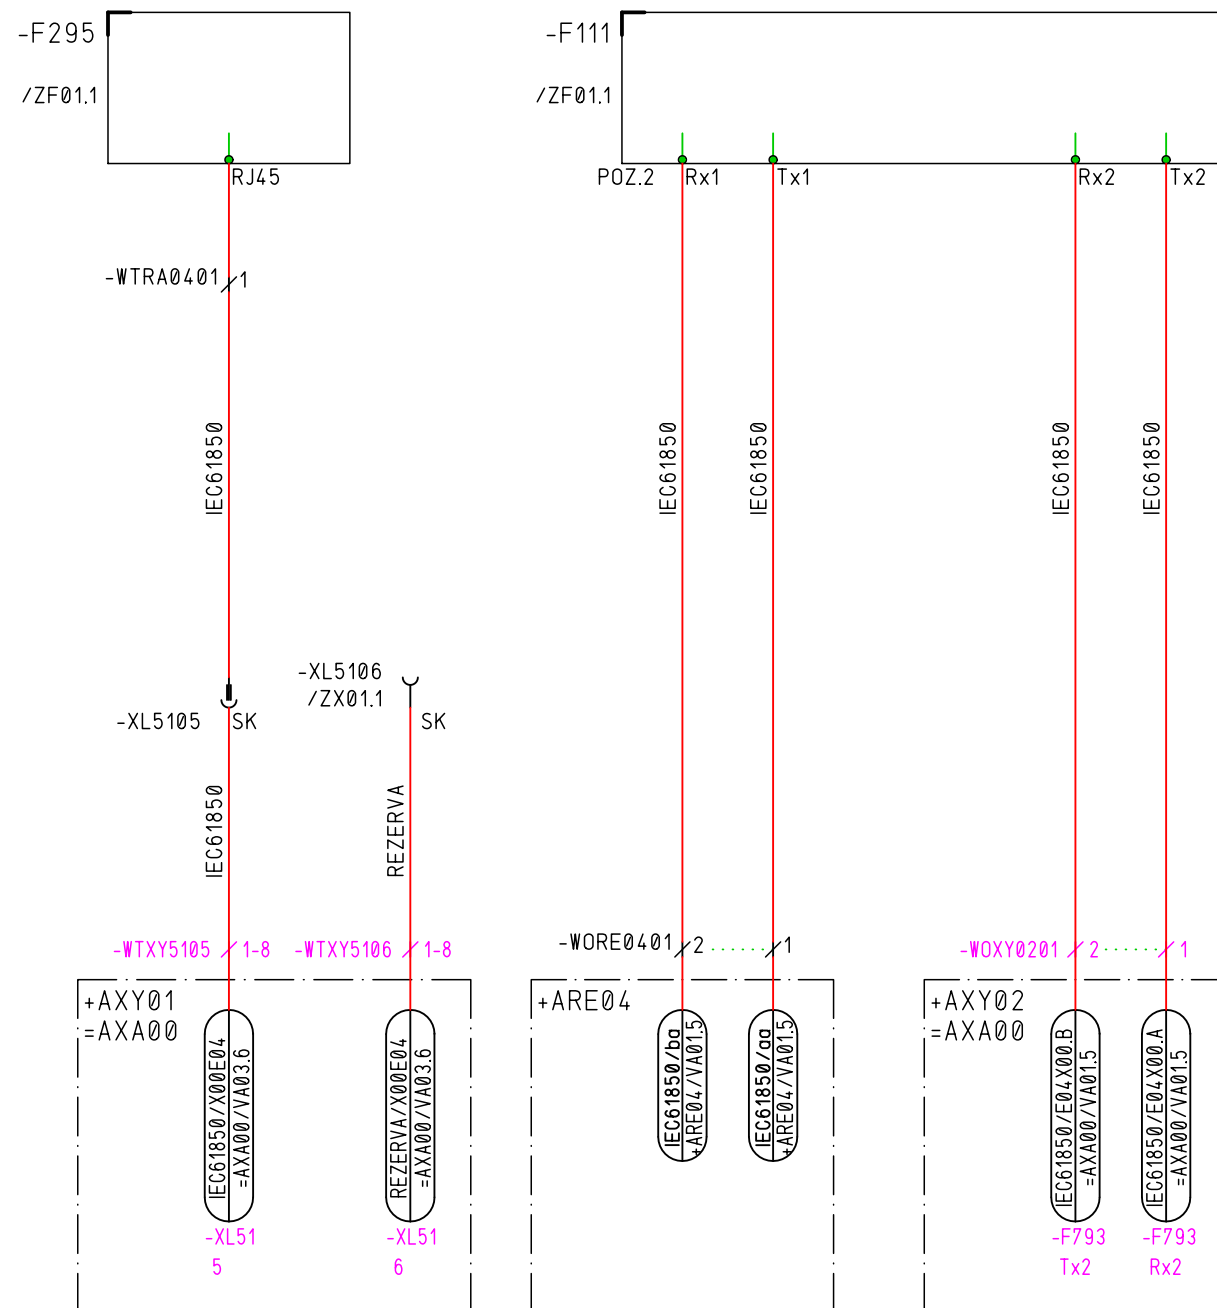 -F295
/ZF01.1
RJ45
-F111
/ZF01.1
POZ.2
Rx1
Tx1
Rx2
Tx2
-WTRA0401
1
IEC61850
IEC61850
IEC61850
IEC61850
IEC61850
-XL5105
SK
-XL5106
/ZX01.1
SK
IEC61850
REZERVA
-WTXY5105
1-8
-WTXY5106
1-8
-WORE0401
2
1
-WOXY0201
2
1
+AXY01
=AXA00
IEC61850/X00E04
=AXA00/VA03.6
REZERVA/X00E04
=AXA00/VA03.6
-XL51
5
-XL51
6
+ARE04
IEC61850/ba
+ARE04/VA01.5
IEC61850/aa
+ARE04/VA01.5
+AXY02
=AXA00
IEC61850/E04X00.B
=AXA00/VA01.5
IEC61850/E04X00.A
=AXA00/VA01.5
-F793
Tx2
-F793
Rx2